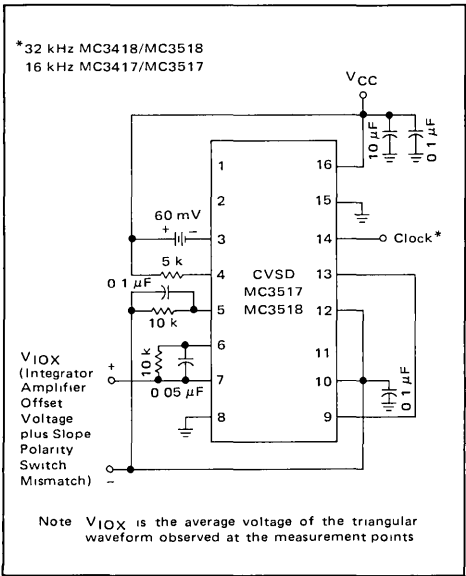 *32 kHz MC3418/MC3518
16 kHz MC3417/MC3517
VCC
10 µF
0 1 µF
1
16
2
15
60 mV
+ -
3
14
Clock*
5 k
4
CVSD
13
0 1 µF
MC3517
5
MC3518
12
10 k
6
11
10 k
VIOX
+
7
10
0 1 µF
(Integrator
0 05 µF
Amplifier
Offset
8
9
Voltage
plus Slope
Polarity
Switch
Mismatch) -
Note VIOX is the average voltage of the triangular
waveform observed at the measurement points